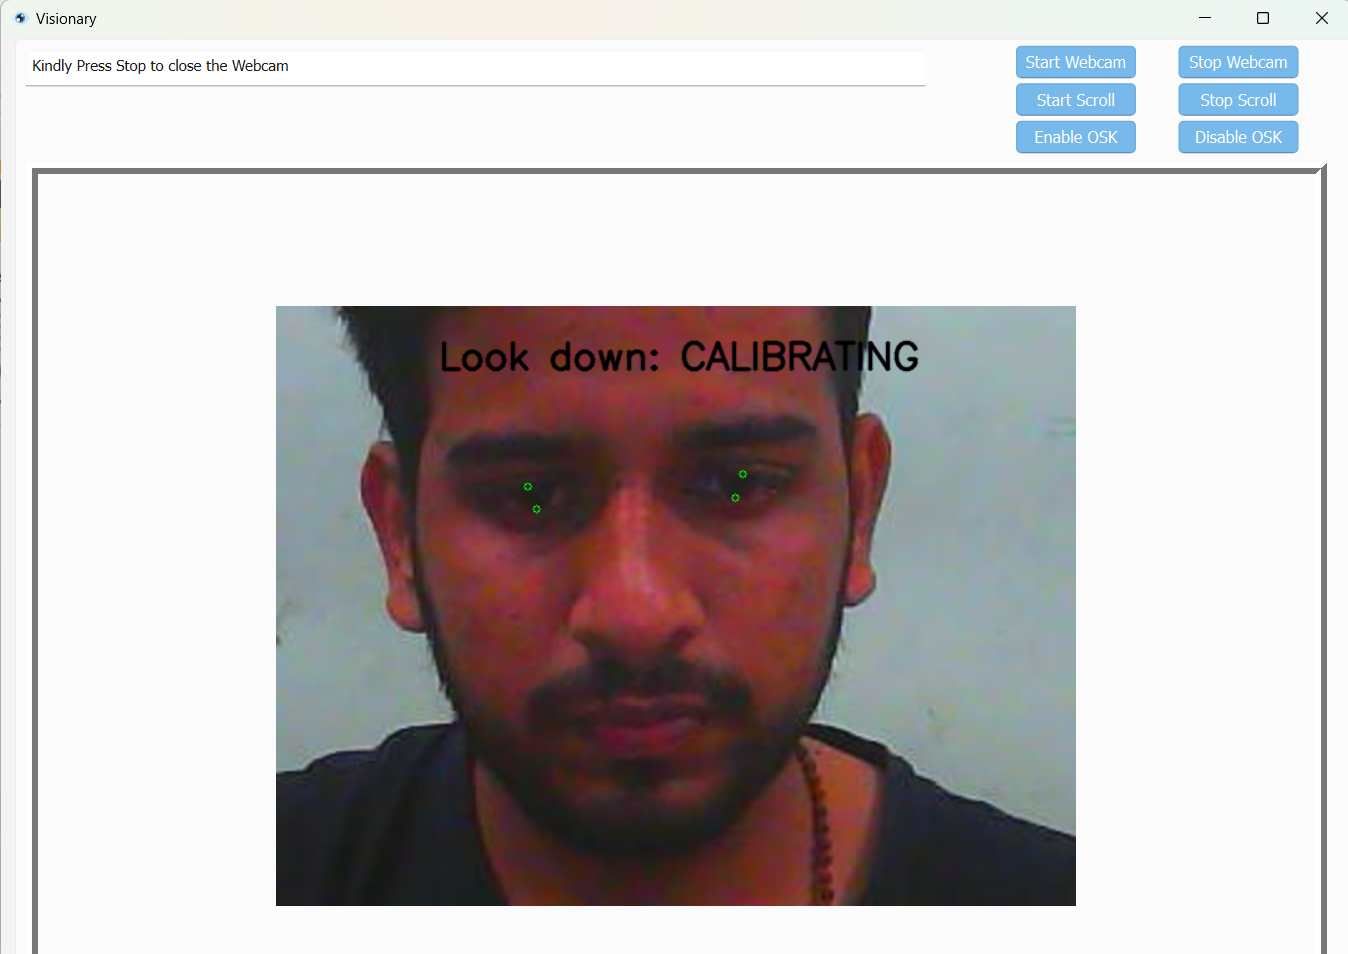 Visionary
Kindly Press Stop to close the Webcam
Start Webcam
Stop Webcam
Start Scroll
Stop Scroll
Enable OSK
Disable OSK
Look down: CALIBRATING